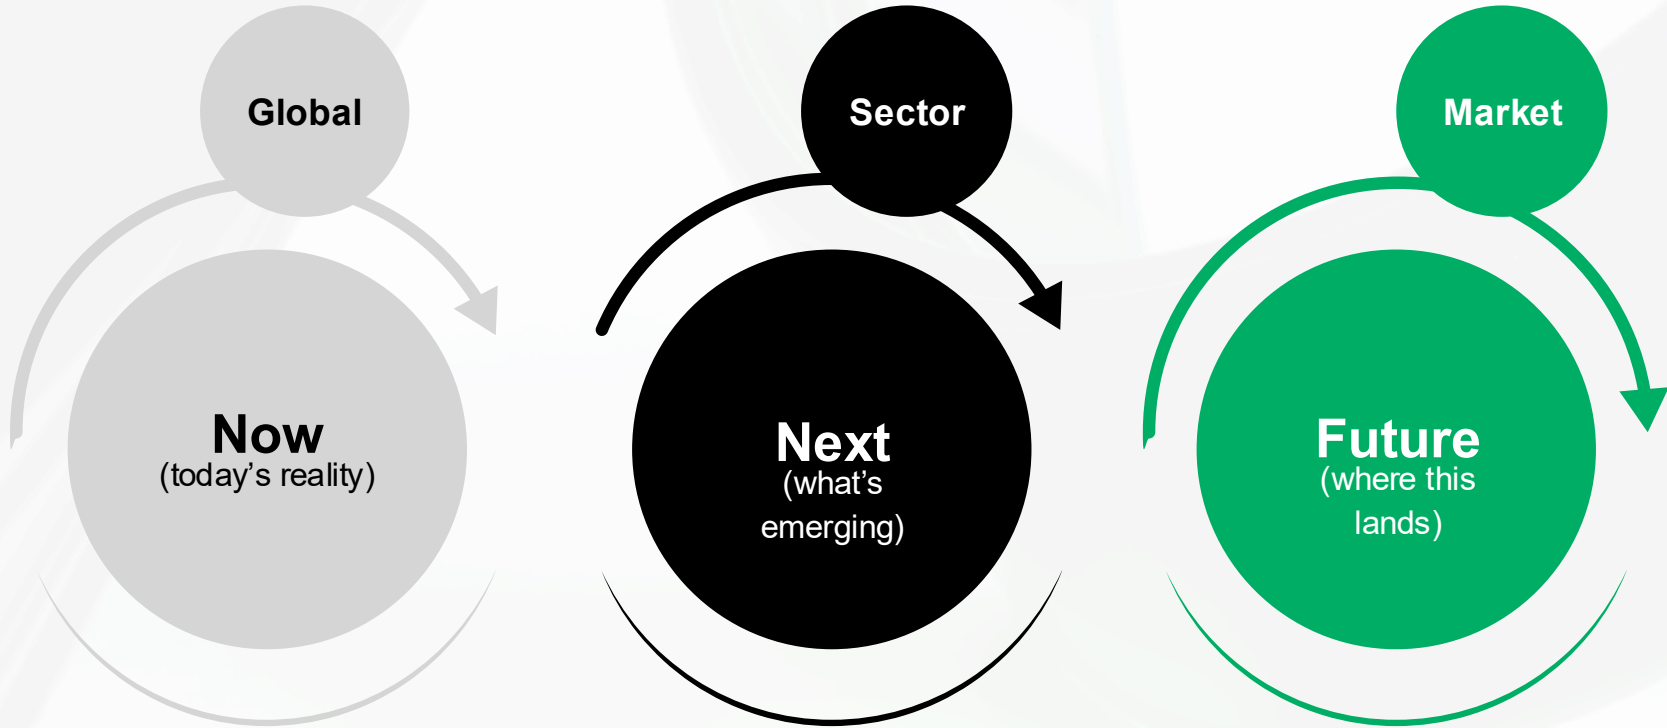 Global
Now
(today’s reality)
Sector
Next
(what’s
emerging)
Market
Future
(where this
lands)